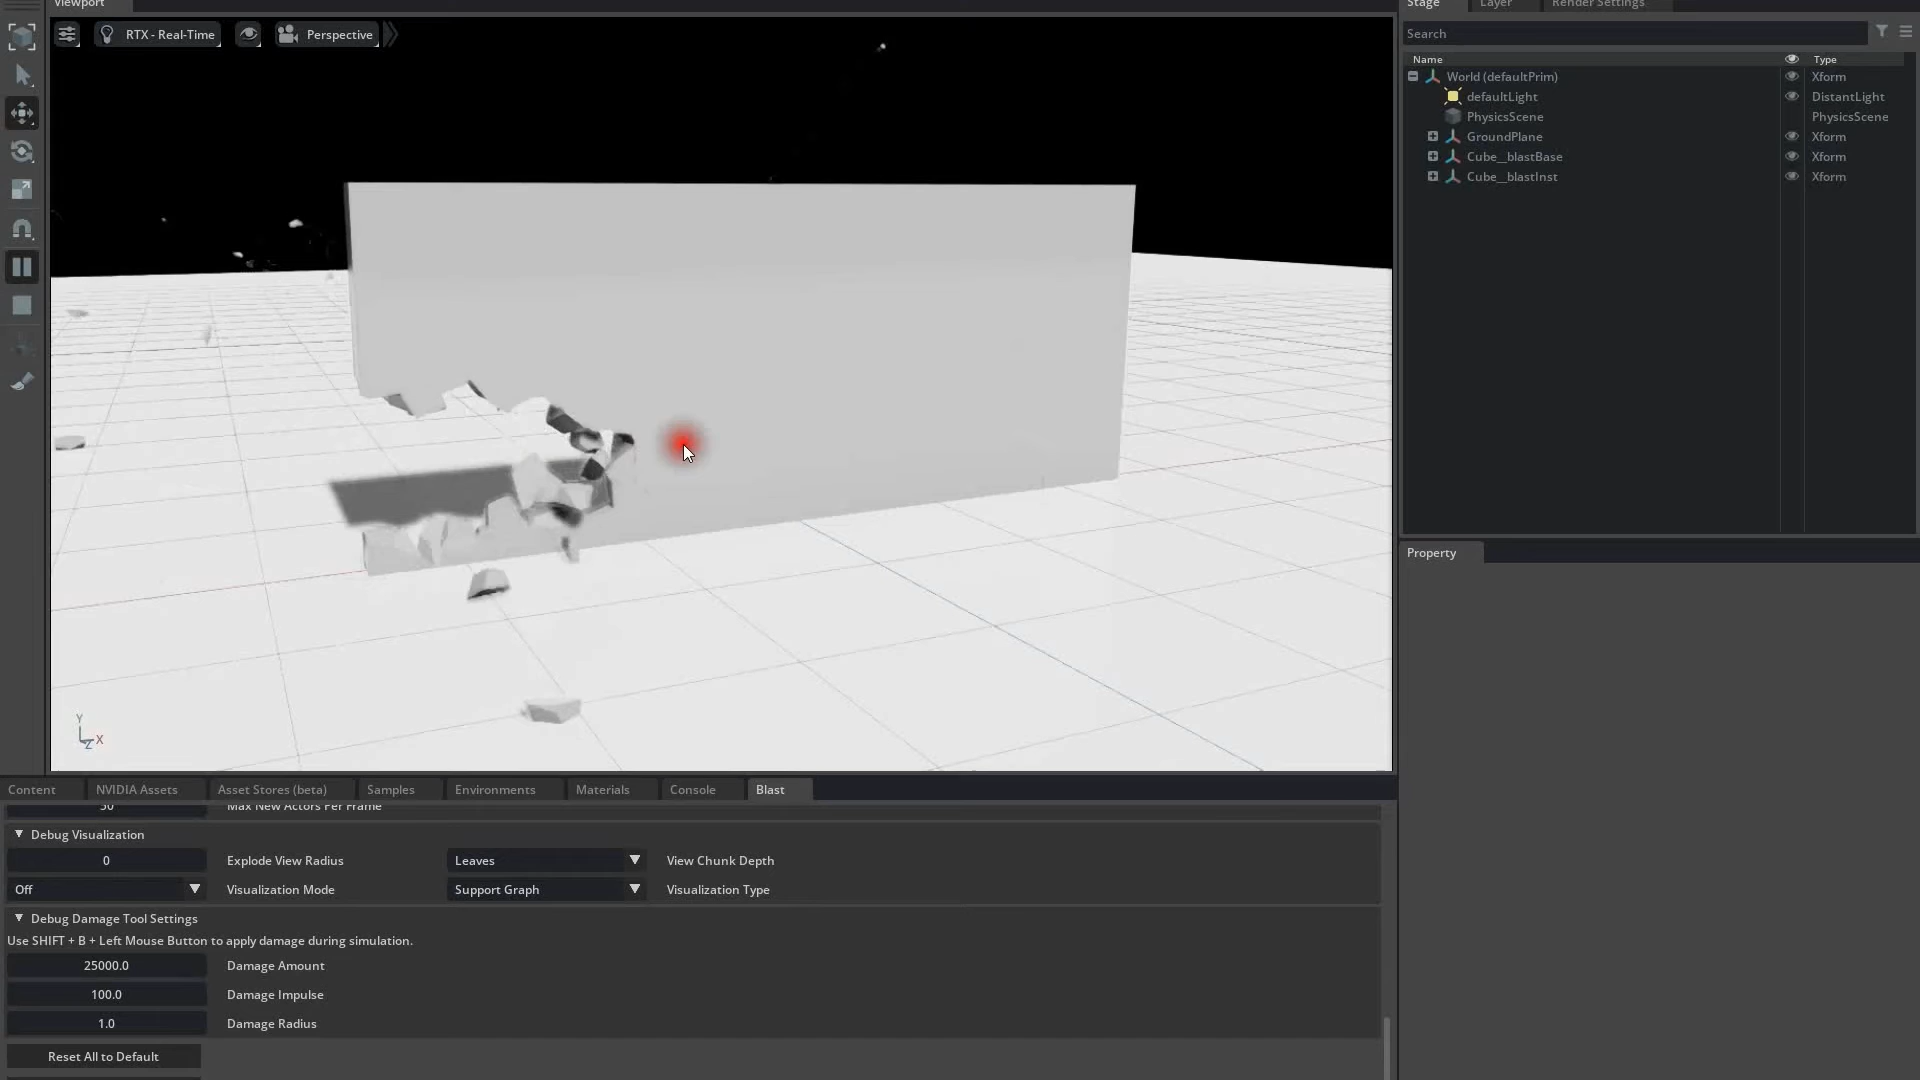 Viewport
RTX - Real-Time
Perspective
Y
Z
X
Stage
Layer
Render Settings
Search
Name
Type
World (defaultPrim)
Xform
defaultLight
DistantLight
PhysicsScene
PhysicsScene
GroundPlane
Xform
Cube__blastBase
Xform
Cube__blastInst
Xform
Property
Content
NVIDIA Assets
Asset Stores (beta)
Samples
Environments
Materials
Console
Blast
50
Max New Actors Per Frame
Debug Visualization
0
Explode View Radius
Leaves
View Chunk Depth
Off
Visualization Mode
Support Graph
Visualization Type
Debug Damage Tool Settings
Use SHIFT + B + Left Mouse Button to apply damage during simulation.
25000.0
Damage Amount
100.0
Damage Impulse
1.0
Damage Radius
Reset All to Default